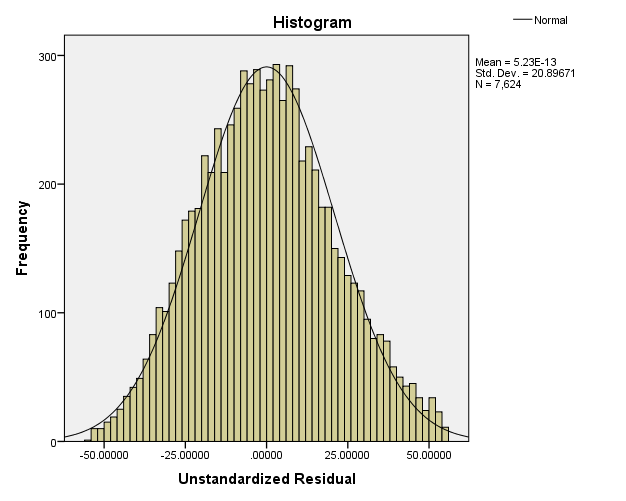 Histogram
Normal
Mean = 5.23E-13
Std. Dev. = 20.89671
N = 7,624
300
200
100
0
Frequency
-50.00000 -25.00000 .00000 25.00000 50.00000
Unstandardized Residual